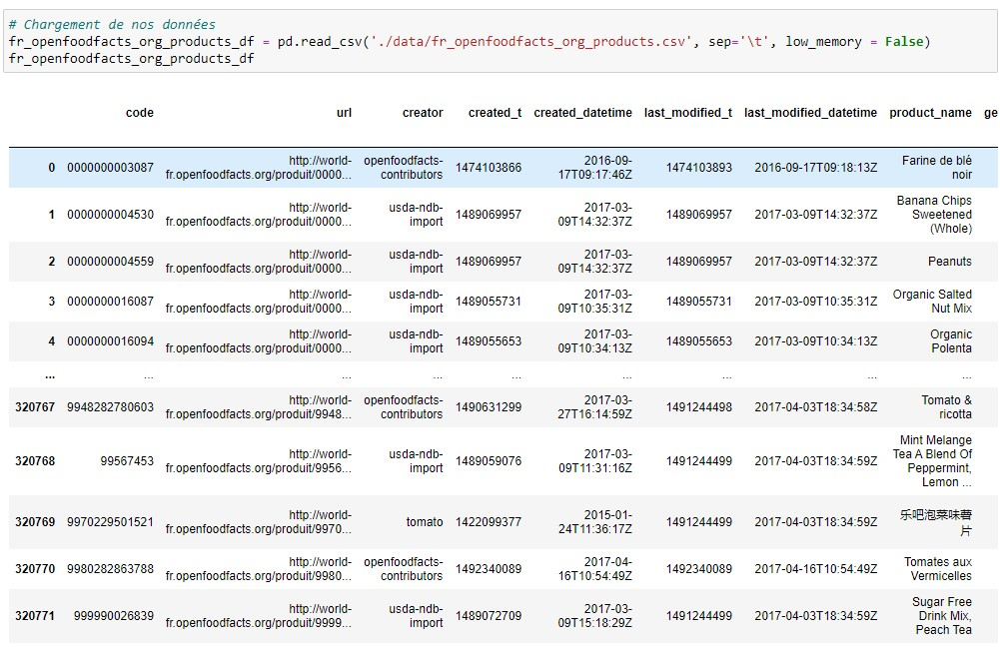 # Chargement de nos données
fr_openfoodfacts_org_products_df = pd.read_csv('./data/fr_openfoodfacts_org_products.csv', sep='\t', low_memory = False)
fr_openfoodfacts_org_products_df
code url creator created_t created_datetime last_modified_t last_modified_datetime product_name ge
http://world- openfoodfacts- 2016-09- Farine de blé
0 0000000003087 1474103866 1474103893 2016-09-17T09:18:13Z
fr.openfoodfacts.org/produit/0000... contributors 17T09:17:46Z noir
Banana Chips
http://world- usda-ndb- 2017-03-
1 0000000004530 1489069957 1489069957 2017-03-09T14:32:37Z Sweetened
fr.openfoodfacts.org/produit/0000... import 09T14:32:37Z
(Whole)
http://world- usda-ndb- 2017-03-
2 0000000004559 1489069957 1489069957 2017-03-09T14:32:37Z Peanuts
fr.openfoodfacts.org/produit/0000... import 09T14:32:37Z
http://world- usda-ndb- 2017-03- Organic Salted
3 0000000016087 1489055731 1489055731 2017-03-09T10:35:31Z
fr.openfoodfacts.org/produit/0000... import 09T10:35:31Z Nut Mix
http://world- usda-ndb- 2017-03- Organic
4 0000000016094 1489055653 1489055653 2017-03-09T10:34:13Z
fr.openfoodfacts.org/produit/0000... import 09T10:34:13Z Polenta
... ... ... ... ... ... ... ... ...
http://world- openfoodfacts- 2017-03- Tomato &
320767 9948282780603 1490631299 1491244498 2017-04-03T18:34:58Z
fr.openfoodfacts.org/produit/9948... contributors 27T16:14:59Z ricotta
Mint Melange
http://world- usda-ndb- 2017-03- Tea A Blend Of
320768 99567453 1489059076 1491244499 2017-04-03T18:34:59Z
fr.openfoodfacts.org/produit/9956... import 09T11:31:16Z Peppermint,
Lemon ...
http://world- 2015-01- 乐吧泡菜味薯
320769 9970229501521 tomato 1422099377 1491244499 2017-04-03T18:34:59Z
fr.openfoodfacts.org/produit/9970... 24T11:36:17Z 片
http://world- openfoodfacts- 2017-04- Tomates aux
320770 9980282863788 1492340089 1492340089 2017-04-16T10:54:49Z
fr.openfoodfacts.org/produit/9980... contributors 16T10:54:49Z Vermicelles
Sugar Free
http://world- usda-ndb- 2017-03-
320771 999990026839 1489072709 1491244499 2017-04-03T18:34:59Z Drink Mix,
fr.openfoodfacts.org/produit/9999... import 09T15:18:29Z
Peach Tea